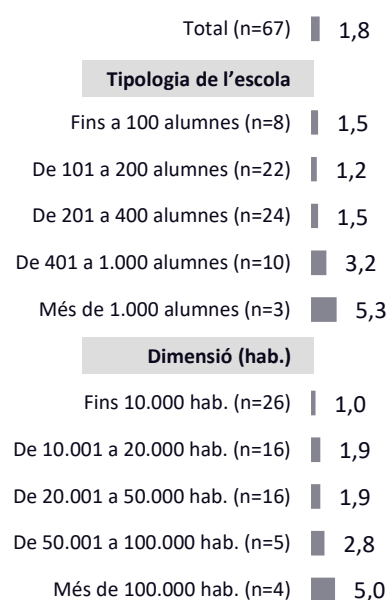 Total (n=67) 1,8
Tipologia de l’escola
Fins a 100 alumnes (n=8) 1,5
De 101 a 200 alumnes (n=22) 1,2
De 201 a 400 alumnes (n=24) 1,5
De 401 a 1.000 alumnes (n=10) 3,2
Més de 1.000 alumnes (n=3) 5,3
Dimensió (hab.)
Fins 10.000 hab. (n=26) 1,0
De 10.001 a 20.000 hab. (n=16) 1,9
De 20.001 a 50.000 hab. (n=16) 1,9
De 50.001 a 100.000 hab. (n=5) 2,8
Més de 100.000 hab. (n=4) 5,0